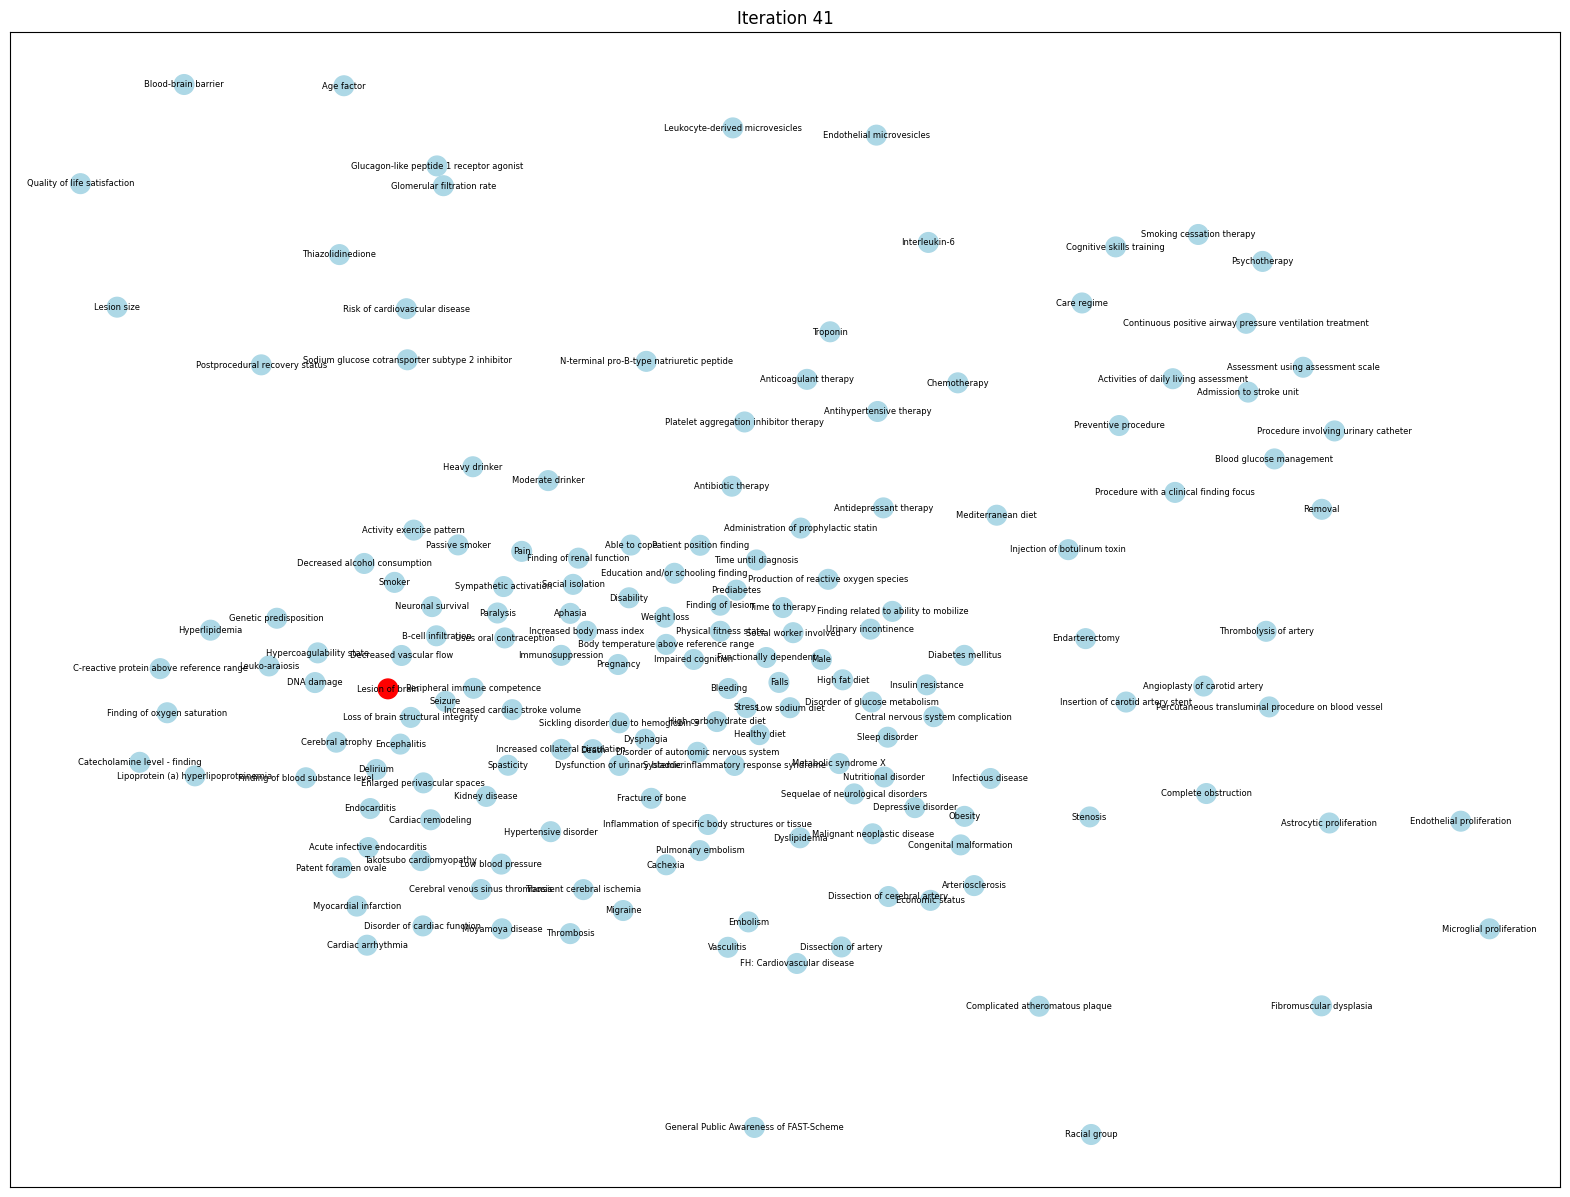 Iteration 41
Blood-brain barrier
Age factor
Leukocyte-derived microvesicles
Endothelial microvesicles
Glucagon-like peptide 1 receptor agonist
Quality of life satisfaction
Glomerular filtration rate
Smoking cessation therapy
Interleukin-6
Cognitive skills training
Thiazolidinedione
Psychotherapy
Care regime
Lesion size
Risk of cardiovascular disease
Continuous positive airway pressure ventilation treatment
Troponin
Sodium glucose cotransporter subtype 2 inhibitor
N-terminal pro-B-type natriuretic peptide
Postprocedural recovery status
Assessment using assessment scale
Anticoagulant therapy
Activities of daily living assessment
Chemotherapy
Admission to stroke unit
Antihypertensive therapy
Platelet aggregation inhibitor therapy
Preventive procedure
Procedure involving urinary catheter
Blood glucose management
Heavy drinker
Moderate drinker
Antibiotic therapy
Procedure with a clinical finding focus
Antidepressant therapy
Removal
Mediterranean diet
Administration of prophylactic statin
Activity exercise pattern
Passive smoker
Able to cope
Patient position finding
Injection of botulinum toxin
Pain
Finding of renal function
Time until diagnosis
Decreased alcohol consumption
Education and/or schooling finding
Production of reactive oxygen species
Smoker
Sympathetic activation
Social isolation
Prediabetes
Disability
Neuronal survival
Finding of lesion
Time to therapy
Paralysis
Aphasia
Finding related to ability to mobilize
Weight loss
Genetic predisposition
Hyperlipidemia
Increased body mass index
Physical fitness state
Social worker involved
Urinary incontinence
Thrombolysis of artery
B-cell infiltration
Uses oral contraception
Endarterectomy
Body temperature above reference range
Hypercoagulability state
Decreased vascular flow
Immunosuppression
Impaired cognition
Functionally dependent
Male
Diabetes mellitus
Pregnancy
Leuko-araiosis
C-reactive protein above reference range
High fat diet
DNA damage
Falls
Insulin resistance
Angioplasty of carotid artery
Lesion of brain
Peripheral immune competence
Bleeding
Seizure
Disorder of glucose metabolism
Insertion of carotid artery stent
Stress
Low sodium diet
Percutaneous transluminal procedure on blood vessel
Increased cardiac stroke volume
Finding of oxygen saturation
Loss of brain structural integrity
Central nervous system complication
High carbohydrate diet
Sickling disorder due to hemoglobin S
Healthy diet
Sleep disorder
Dysphagia
Cerebral atrophy
Encephalitis
Increased collateral circulation
Death
Disorder of autonomic nervous system
Catecholamine level - finding
Metabolic syndrome X
Spasticity
Dysfunction of urinary bladder
Systemic inflammatory response syndrome
Delirium
Lipoprotein (a) hyperlipoproteinemia
Finding of blood substance level
Nutritional disorder
Infectious disease
Enlarged perivascular spaces
Complete obstruction
Sequelae of neurological disorders
Kidney disease
Fracture of bone
Endocarditis
Depressive disorder
Obesity
Stenosis
Cardiac remodeling
Endothelial proliferation
Astrocytic proliferation
Inflammation of specific body structures or tissue
Hypertensive disorder
Malignant neoplastic disease
Dyslipidemia
Congenital malformation
Acute infective endocarditis
Pulmonary embolism
Takotsubo cardiomyopathy
Low blood pressure
Cachexia
Patent foramen ovale
Arteriosclerosis
Cerebral venous sinus thrombosis
Transient cerebral ischemia
Dissection of cerebral artery
Economic status
Myocardial infarction
Migraine
Embolism
Disorder of cardiac function
Moyamoya disease
Microglial proliferation
Thrombosis
Cardiac arrhythmia
Vasculitis
Dissection of artery
FH: Cardiovascular disease
Complicated atheromatous plaque
Fibromuscular dysplasia
General Public Awareness of FAST-Scheme
Racial group